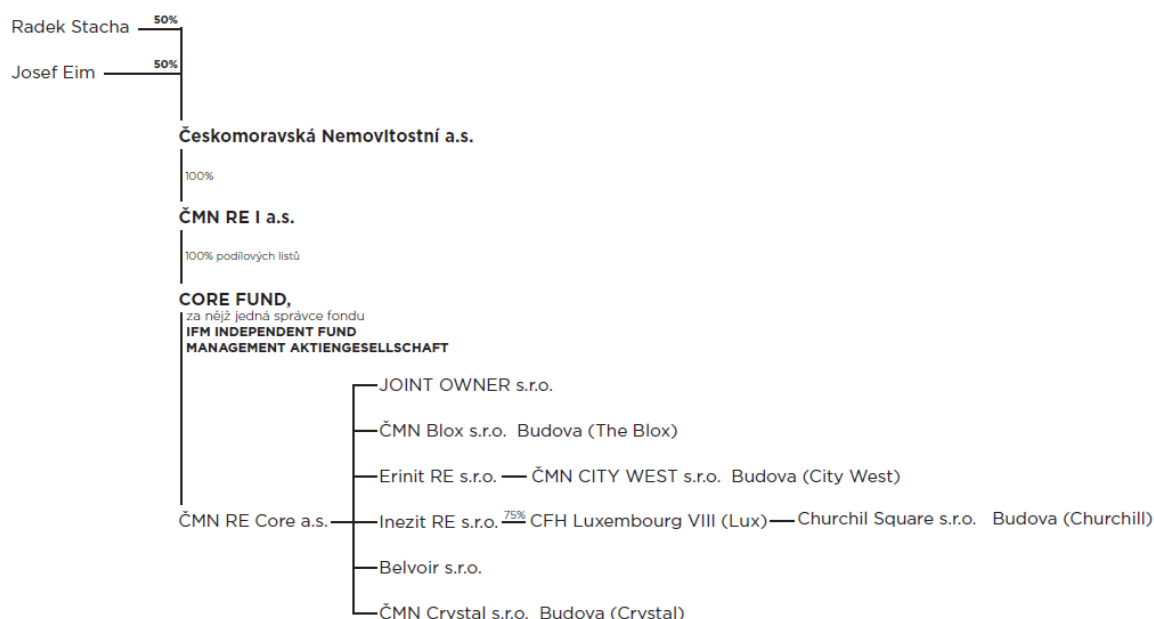 Radek Stacha 50%
Josef Eim 50%
Českomoravská Nemovitostní a.s.
100%
ČMN RE I a.s.
100% podílových listů
CORE FUND,
za nějž jedná správce fondu
IFM INDEPENDENT FUND
MANAGEMENT AKTIENGESELLSCHAFT
JOINT OWNER s.r.o.
ČMN Blox s.r.o. Budova (The Blox)
Erinit RE s.r.o. ČMN CITY WEST s.r.o. Budova (City West)
ČMN RE Core a.s. Inezit RE s.r.o. 75% CFH Luxembourg VIII (Lux) Churchil Square s.r.o. Budova (Churchill)
Belvoir s.r.o.
ČMN Crystal s.r.o. Budova (Crystal)